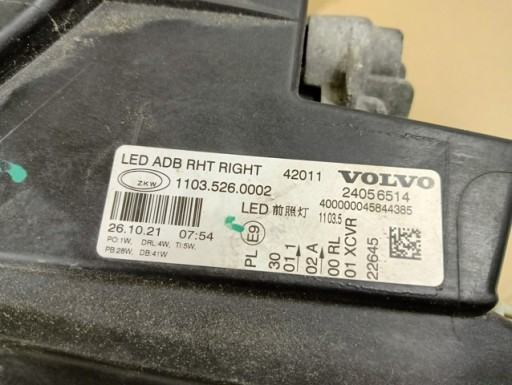 LED ADB RHT RIGHT 42011 VOLVO
ZKW 1103.526.0002 24056514
LED 前照灯 400000045844385
1103.5
26.10.21 07:54
PO:1W, DRL:4W, TI:5W,
PB:28W, DB:41W
PL E9
30
01 1
02 A
00 RL
01 XCVR
22645